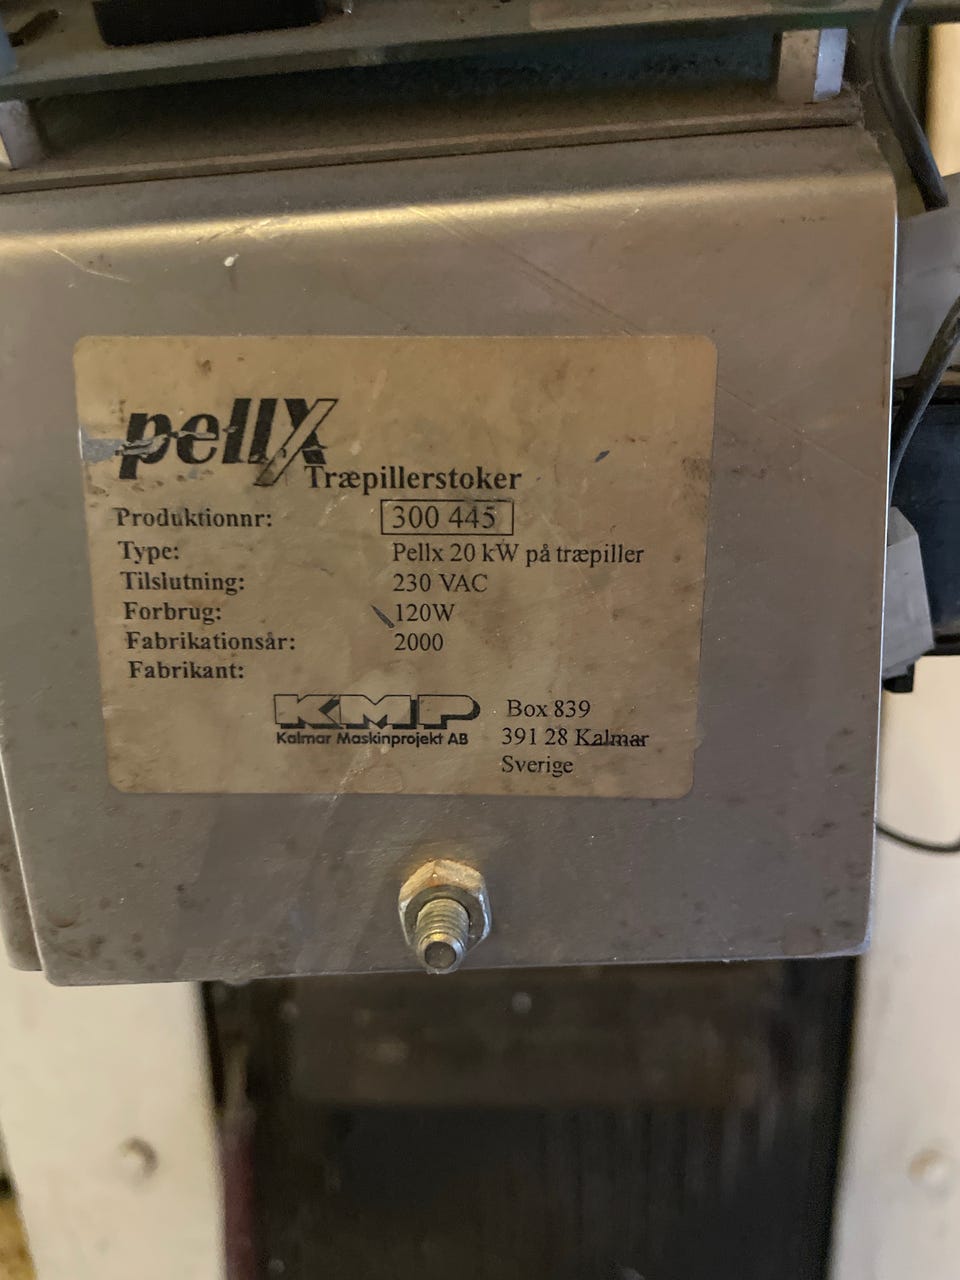 pellX
Træpillerstoker
Produktionnr: 300 445
Type: Pellx 20 kW på træpiller
Tilslutning: 230 VAC
Forbrug: 120W
Fabrikationsår: 2000
Fabrikant:
KMP Box 839
Kalmar Maskinprojekt AB 391 28 Kalmar
Sverige